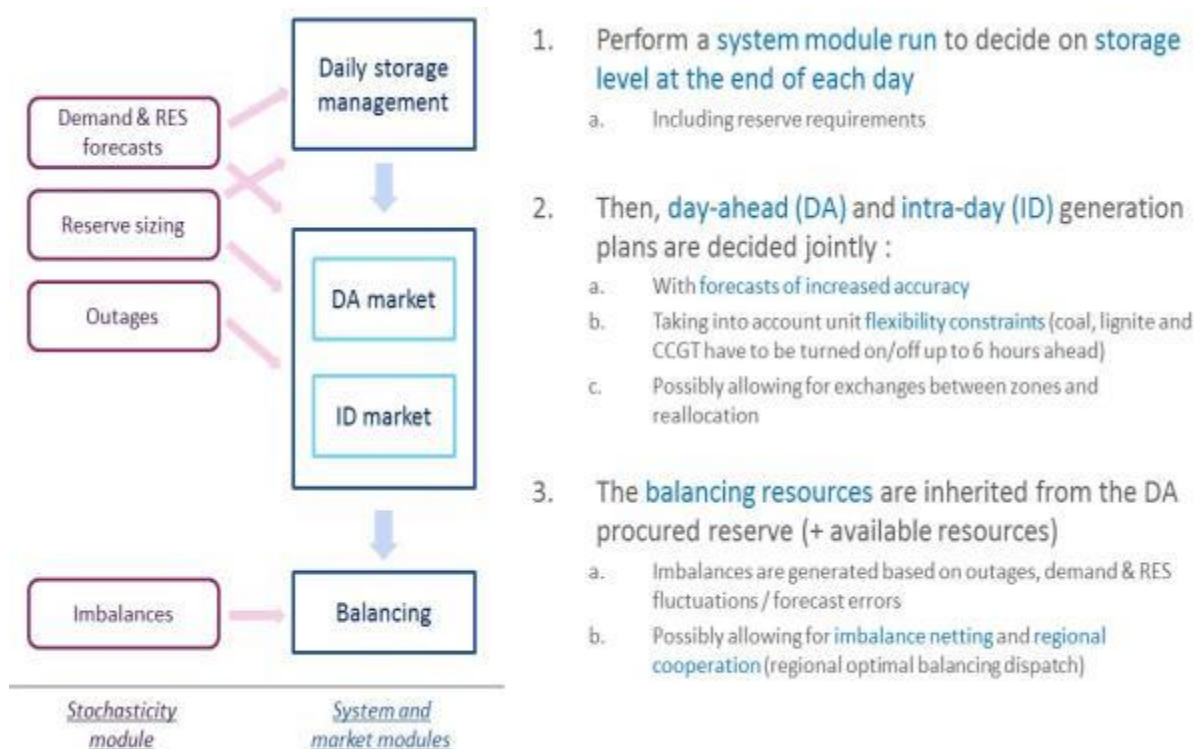 Demand & RES
forecasts
Reserve sizing
Outages
Imbalances
Stochasticity
module
Daily storage
management
DA market
ID market
Balancing
System and
market modules
1. Perform a system module run to decide on storage
level at the end of each day
a. Including reserve requirements
2. Then, day-ahead (DA) and intra-day (ID) generation
plans are decided jointly :
a. With forecasts of increased accuracy
b. Taking into account unit flexibility constraints (coal, lignite and
CCGT have to be turned on/off up to 6 hours ahead)
c. Possibly allowing for exchanges between zones and
reallocation
3. The balancing resources are inherited from the DA
procured reserve (+ available resources)
a. Imbalances are generated based on outages, demand & RES
fluctuations / forecast errors
b. Possibly allowing for imbalance netting and regional
cooperation (regional optimal balancing dispatch)